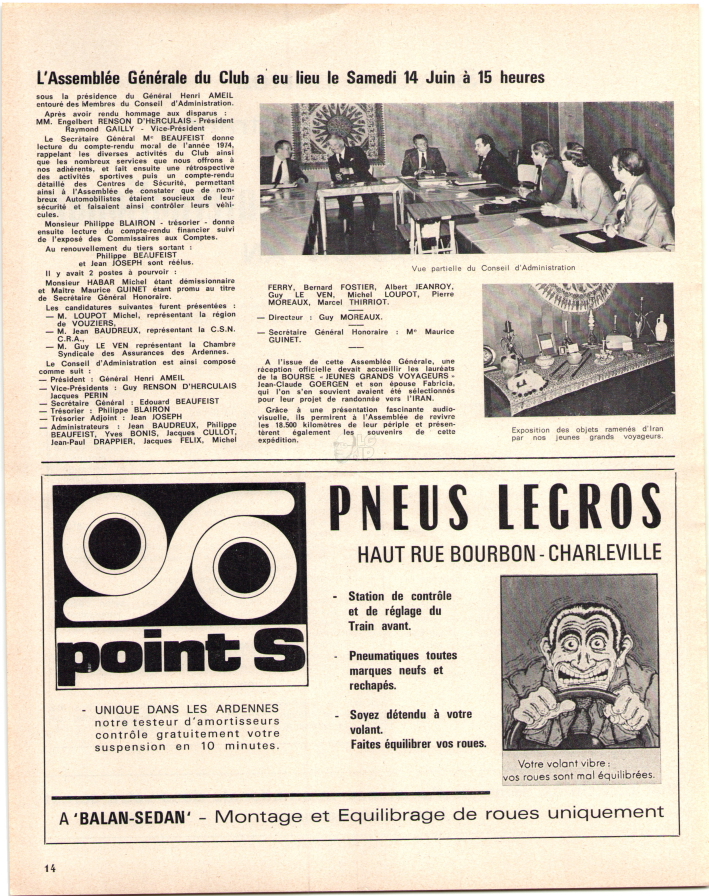 L'Assemblée Générale du Club a eu lieu le Samedi 14 Juin à 15 heures
sous la présidence du Général Henri AMEIL
entouré des Membres du Conseil d'Administration.
Après avoir rendu hommage aux disparus :
MM. Engelbert RENSON D'HERCULAIS - Président
Raymond GAILLY - Vice-Président
Le Secrétaire Général Me BEAUFEIST donne
lecture du compte-rendu moral de l'année 1974,
rappelant les diverses activités du Club ainsi
que les nombreux services que nous offrons à
nos adhérents, et fait ensuite une rétrospective
des activités sportives puis un compte-rendu
détaillé des Centres de Sécurité, permettant
ainsi à l'Assemblée de constater que de nom-
breux Automobilistes étaient soucieux de leur
sécurité et faisaient ainsi contrôler leurs véhi-
cules.
Monsieur Philippe BLAIRON - trésorier - donne
ensuite lecture du compte-rendu financier suivi
de l'exposé des Commissaires aux Comptes.
Au renouvellement du tiers sortant :
Philippe BEAUFEIST
et Jean JOSEPH sont réélus.
Il y avait 2 postes à pourvoir :
Monsieur HABAR Michel étant démissionnaire
et Maître Maurice GUINET étant promu au titre
de Secrétaire Général Honoraire.
Les candidatures suivantes furent présentées :
— M. LOUPOT Michel, représentant la région
de VOUZIERS,
— M. Jean BAUDREUX, représentant la C.S.N.
C.R.A.,
— M. Guy LE VEN représentant la Chambre
Syndicale des Assurances des Ardennes.
Le Conseil d'Administration est ainsi composé
comme suit :
— Président : Général Henri AMEIL
— Vice-Présidents : Guy RENSON D'HERCULAIS
Jacques PERIN
— Secrétaire Général : Edouard BEAUFEIST
— Trésorier : Philippe BLAIRON
— Trésorier Adjoint : Jean JOSEPH
— Administrateurs : Jean BAUDREUX, Philippe
BEAUFEIST, Yves BONIS, Jacques CULLOT,
Jean-Paul DRAPPIER, Jacques FELIX, Michel
Vue partielle du Conseil d'Administration
FERRY, Bernard FOSTIER, Albert JEANROY,
Guy LE VEN, Michel LOUPOT, Pierre
MOREAUX, Marcel THIRRIOT.
— Directeur : Guy MOREAUX.
— Secrétaire Général Honoraire : Me Maurice
GUINET.
A l'issue de cette Assemblée Générale, une
réception officielle devait accueillir les lauréats
de la BOURSE - JEUNES GRANDS VOYAGEURS -
Jean-Claude GOERGEN et son épouse Fabricia,
qui l'on s'en souvient avaient été sélectionnés
pour leur projet de randonnée vers l'IRAN.
Grâce à une présentation fascinante audio-
visuelle, ils permirent à l'Assemblée de revivre
les 18.500 kilomètres de leur périple et présen-
tèrent également les souvenirs de cette
expédition.
Exposition des objets ramenés d'Iran
par nos jeunes grands voyageurs.
point S
- UNIQUE DANS LES ARDENNES
notre testeur d'amortisseurs
contrôle gratuitement votre
suspension en 10 minutes.
PNEUS LEGROS
HAUT RUE BOURBON - CHARLEVILLE
- Station de contrôle
et de réglage du
Train avant.
- Pneumatiques toutes
marques neufs et
rechapés.
- Soyez détendu à votre
volant.
Faites équilibrer vos roues.
Votre volant vibre :
vos roues sont mal équilibrées.
A 'BALAN-SEDAN' - Montage et Equilibrage de roues uniquement
14